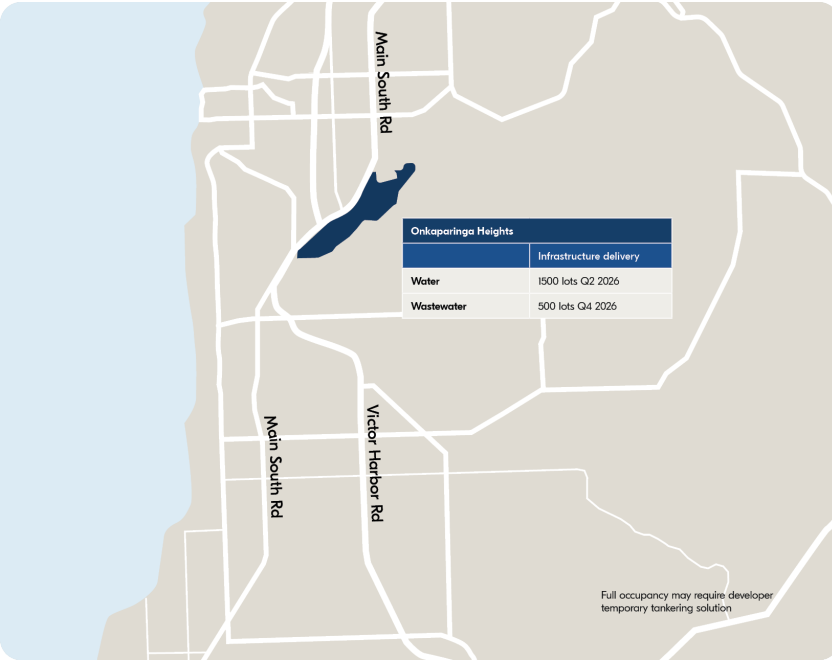 Main South Rd
Onkaparinga Heights
Infrastructure delivery
Water 1500 lots Q2 2026
Wastewater 500 lots Q4 2026
Main South Rd
Victor Harbor Rd
Full occupancy may require developer
temporary tankering solution